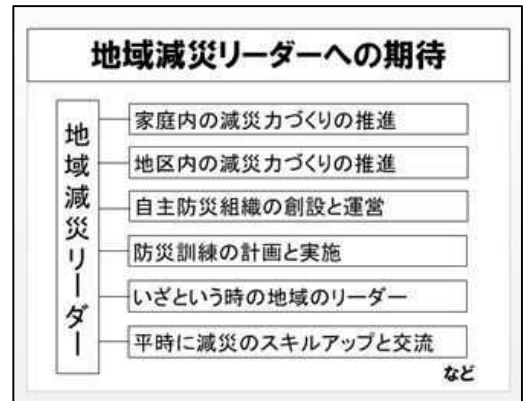 地域減災リーダーへの期待
地域減災リーダー
家庭内の減災力づくりの推進
地区内の減災力づくりの推進
自主防災組織の創設と運営
防災訓練の計画と実施
いざという時の地域のリーダー
平時に減災のスキルアップと交流
など